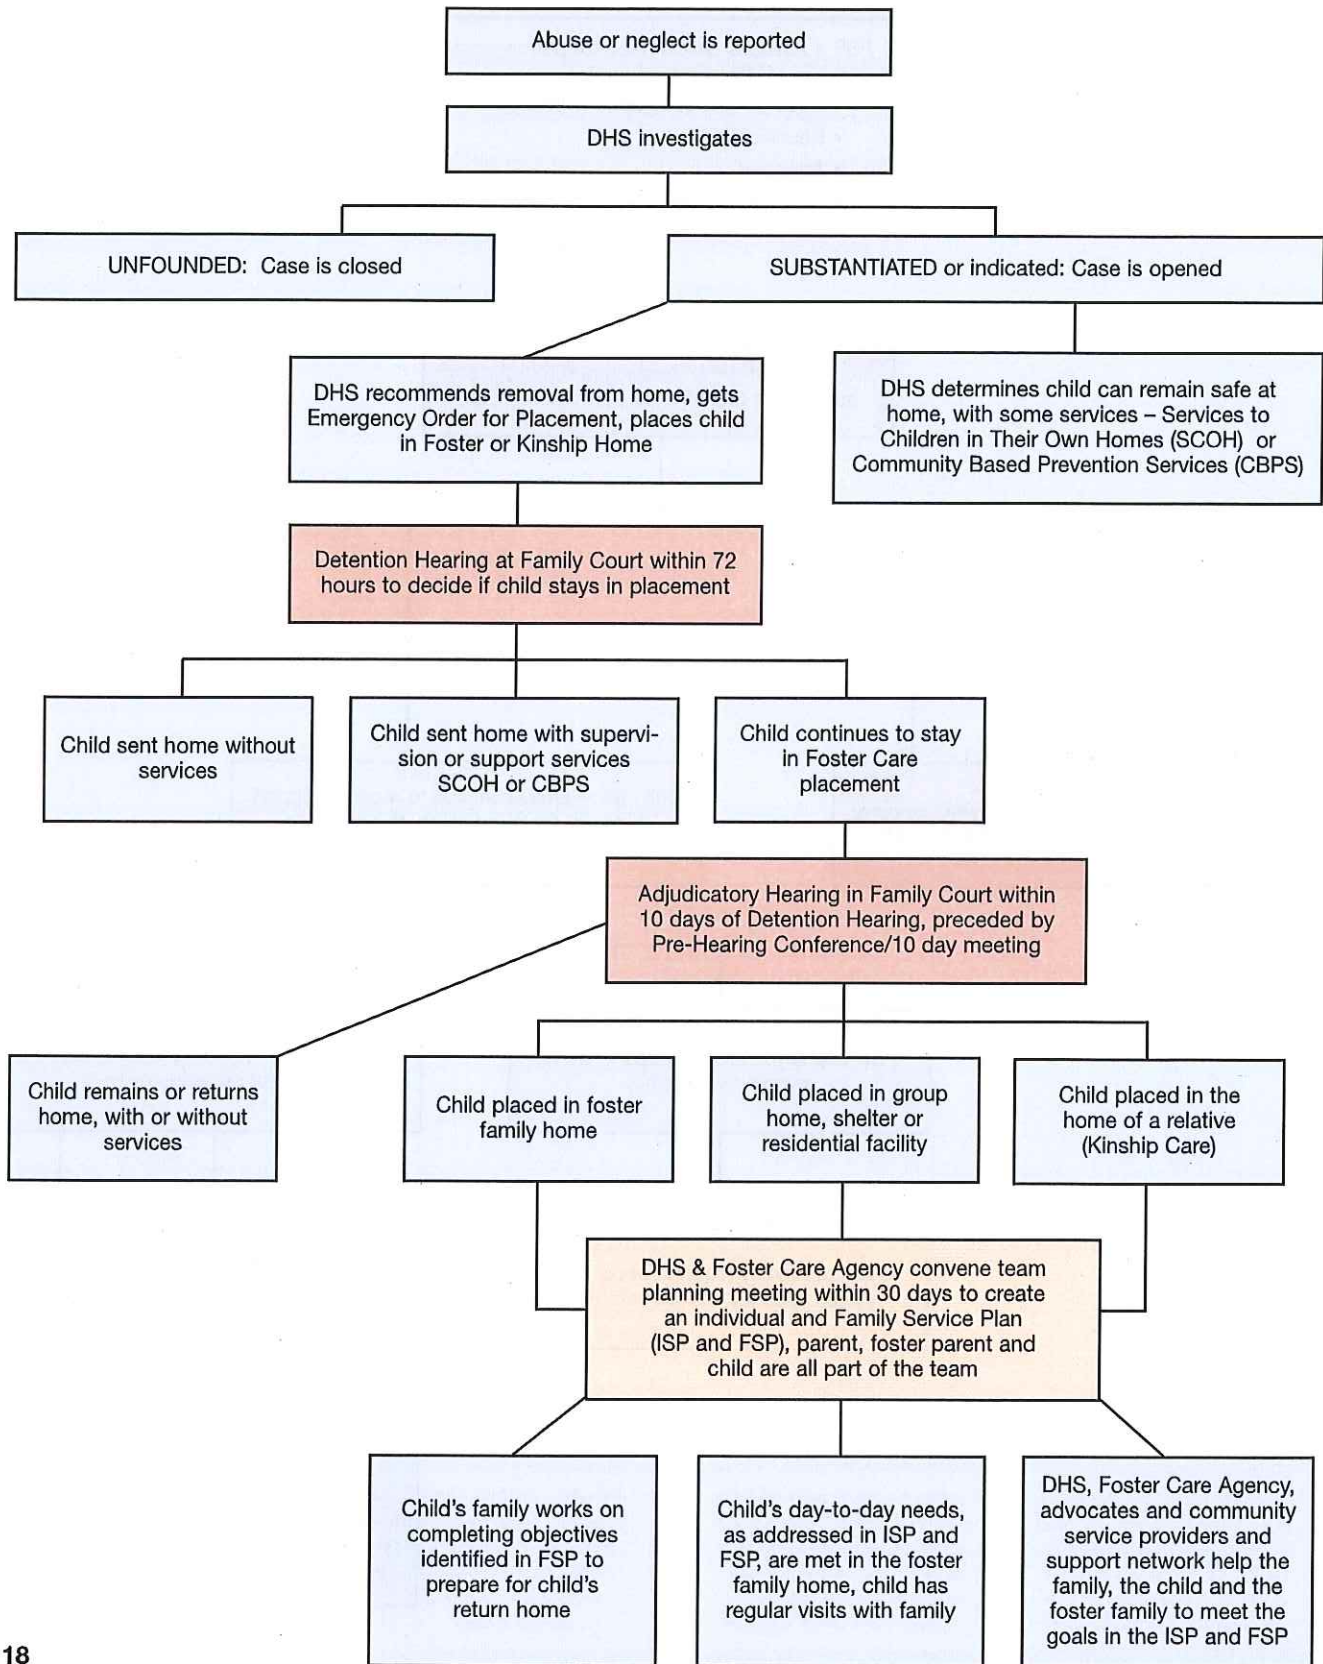 Abuse or neglect is reported
DHS investigates
UNFOUNDED: Case is closed
SUBSTANTIATED or indicated: Case is opened
DHS recommends removal from home, gets
Emergency Order for Placement, places child
in Foster or Kinship Home
DHS determines child can remain safe at
home, with some services – Services to
Children in Their Own Homes (SCOH) or
Community Based Prevention Services (CBPS)
Detention Hearing at Family Court within 72
hours to decide if child stays in placement
Child sent home without
services
Child sent home with supervi-
sion or support services
SCOH or CBPS
Child continues to stay
in Foster Care
placement
Adjudicatory Hearing in Family Court within
10 days of Detention Hearing, preceded by
Pre-Hearing Conference/10 day meeting
Child remains or returns
home, with or without
services
Child placed in foster
family home
Child placed in group
home, shelter or
residential facility
Child placed in the
home of a relative
(Kinship Care)
DHS & Foster Care Agency convene team
planning meeting within 30 days to create
an individual and Family Service Plan
(ISP and FSP), parent, foster parent and
child are all part of the team
Child's family works on
completing objectives
identified in FSP to
prepare for child's
return home
Child's day-to-day needs,
as addressed in ISP and
FSP, are met in the foster
family home, child has
regular visits with family
DHS, Foster Care Agency,
advocates and community
service providers and
support network help the
family, the child and the
foster family to meet the
goals in the ISP and FSP
18